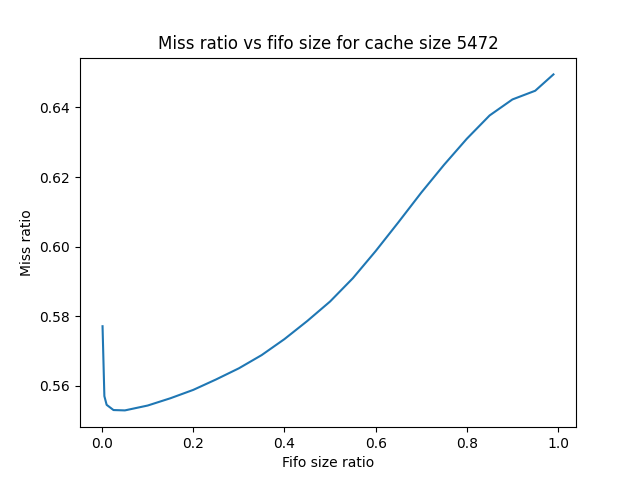 Miss ratio vs fifo size for cache size 5472
Miss ratio
0.64
0.62
0.60
0.58
0.56
0.0 0.2 0.4 0.6 0.8 1.0
Fifo size ratio